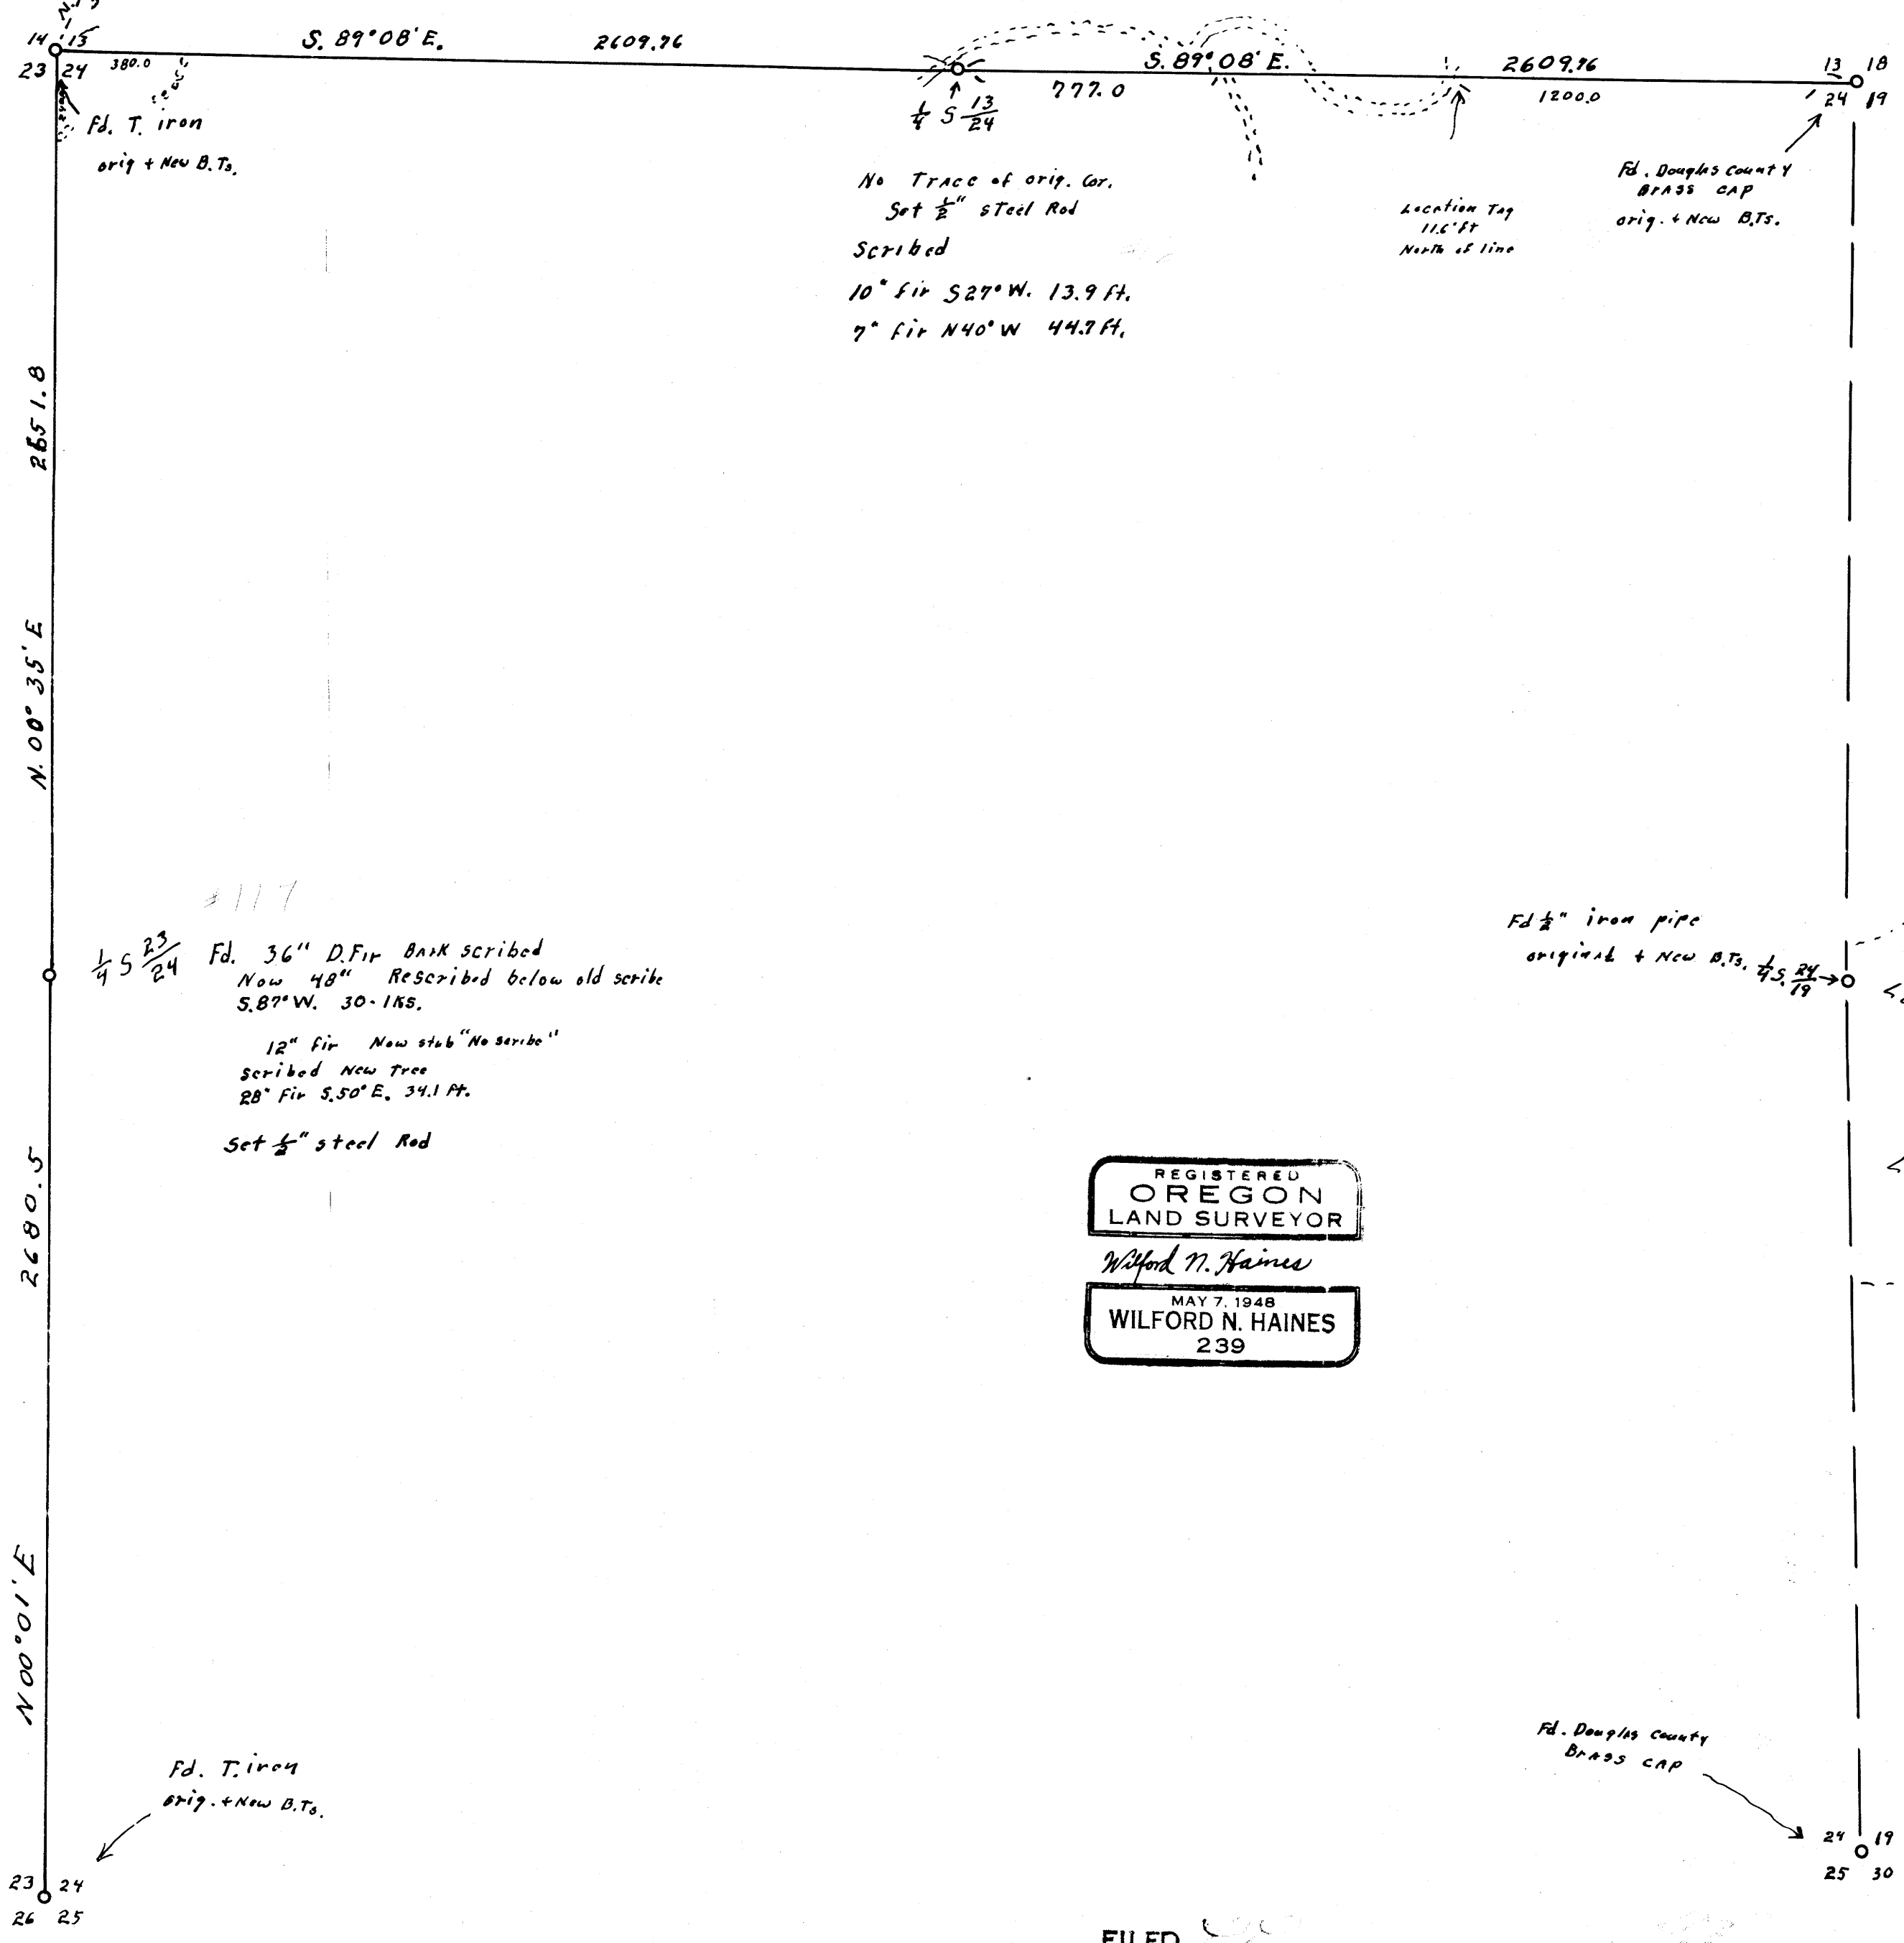 14 15
23 24
380.0
S. 89°08'E.
2609.76
S. 89°08'E.
2609.76
777.0
1200.0
13 18
24 19
Fd. T. iron
orig + New B.Ts.
1/4 S 13/24
No Trace of orig. Cor.
Set 1/2" steel Rod
Scribed
10" fir S27°W. 13.9 ft.
7" fir N40°W 44.7 ft.
Location Tag
11.6' ft
North of line
Fd. Douglas County
Brass CAP
orig. + New B.Ts.
2651.8
N. 00° 35' E
#117
1/4 S 23/24
Fd. 36" D.Fir Bark scribed
Now 48" Rescribed below old scribe
S.87°W. 30-lks.
12" fir Now stub "No scribe"
scribed New Tree
28" Fir S.50°E. 34.1 ft.
Set 1/2" steel Rod
Fd 1/2" iron pipe
original + New B.Ts.
1/4 S. 24/19
2680.5
N00°01'E
REGISTERED
OREGON
LAND SURVEYOR
Wilford N. Haines
MAY 7, 1948
WILFORD N. HAINES
239
Fd. T. iron
orig. + New B.Ts.
23 24
26 25
Fd. Douglas County
Brass CAP
24 19
25 30
FILED